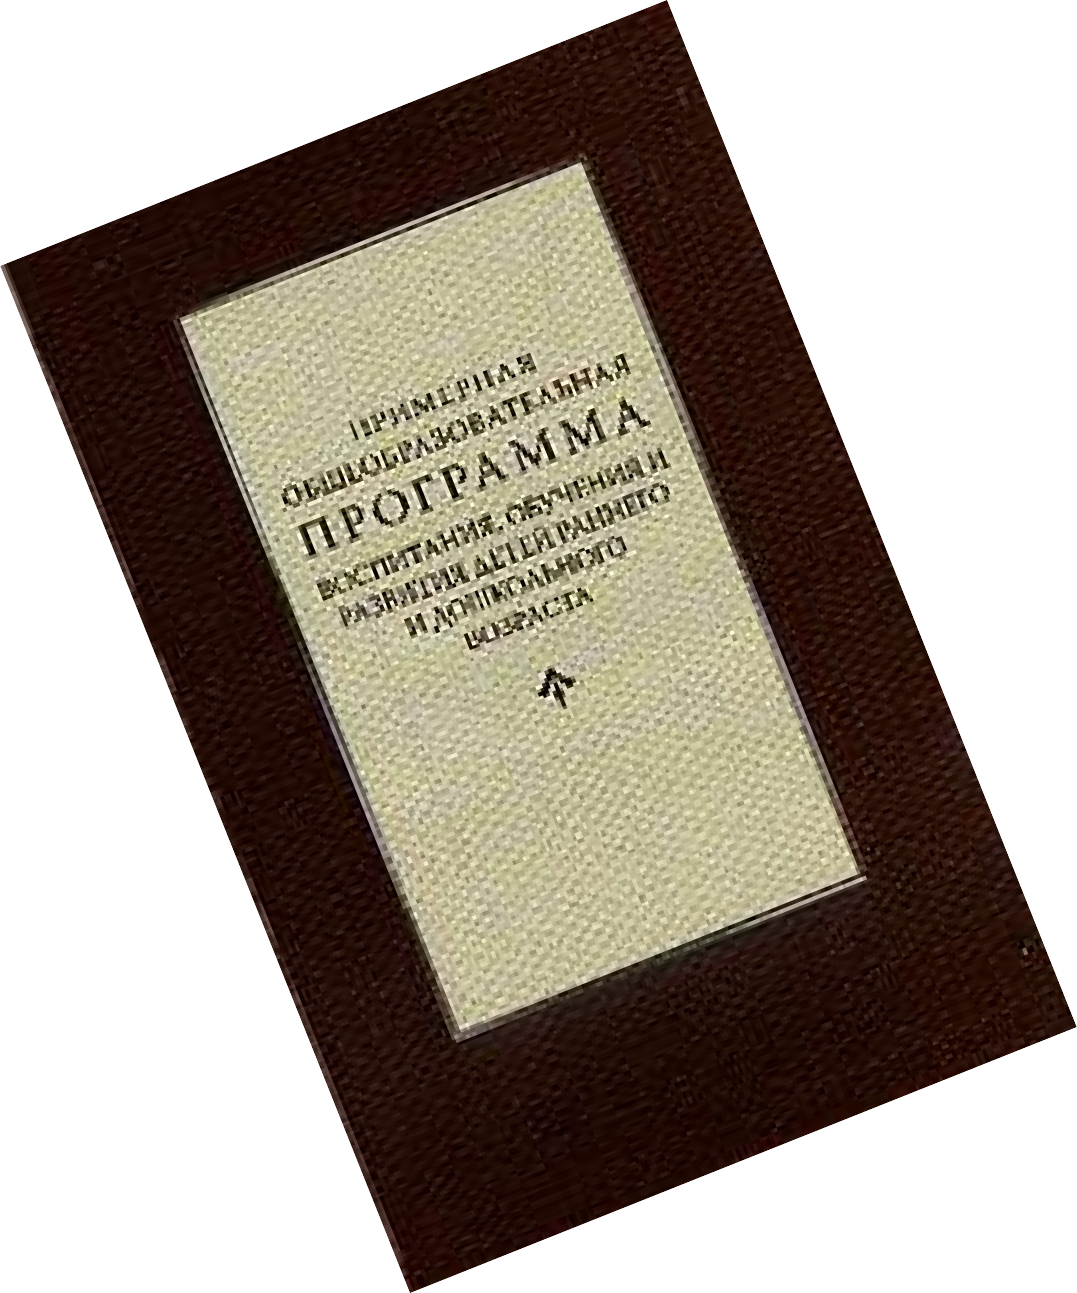 ПРИМЕРНАЯ
ОБЩЕОБРАЗОВАТЕЛЬНАЯ
ПРОГРАММА
ВОСПИТАНИЯ, ОБУЧЕНИЯ И
РАЗВИТИЯ ДЕТЕЙ РАННЕГО
И ДОШКОЛЬНОГО
ВОЗРАСТА